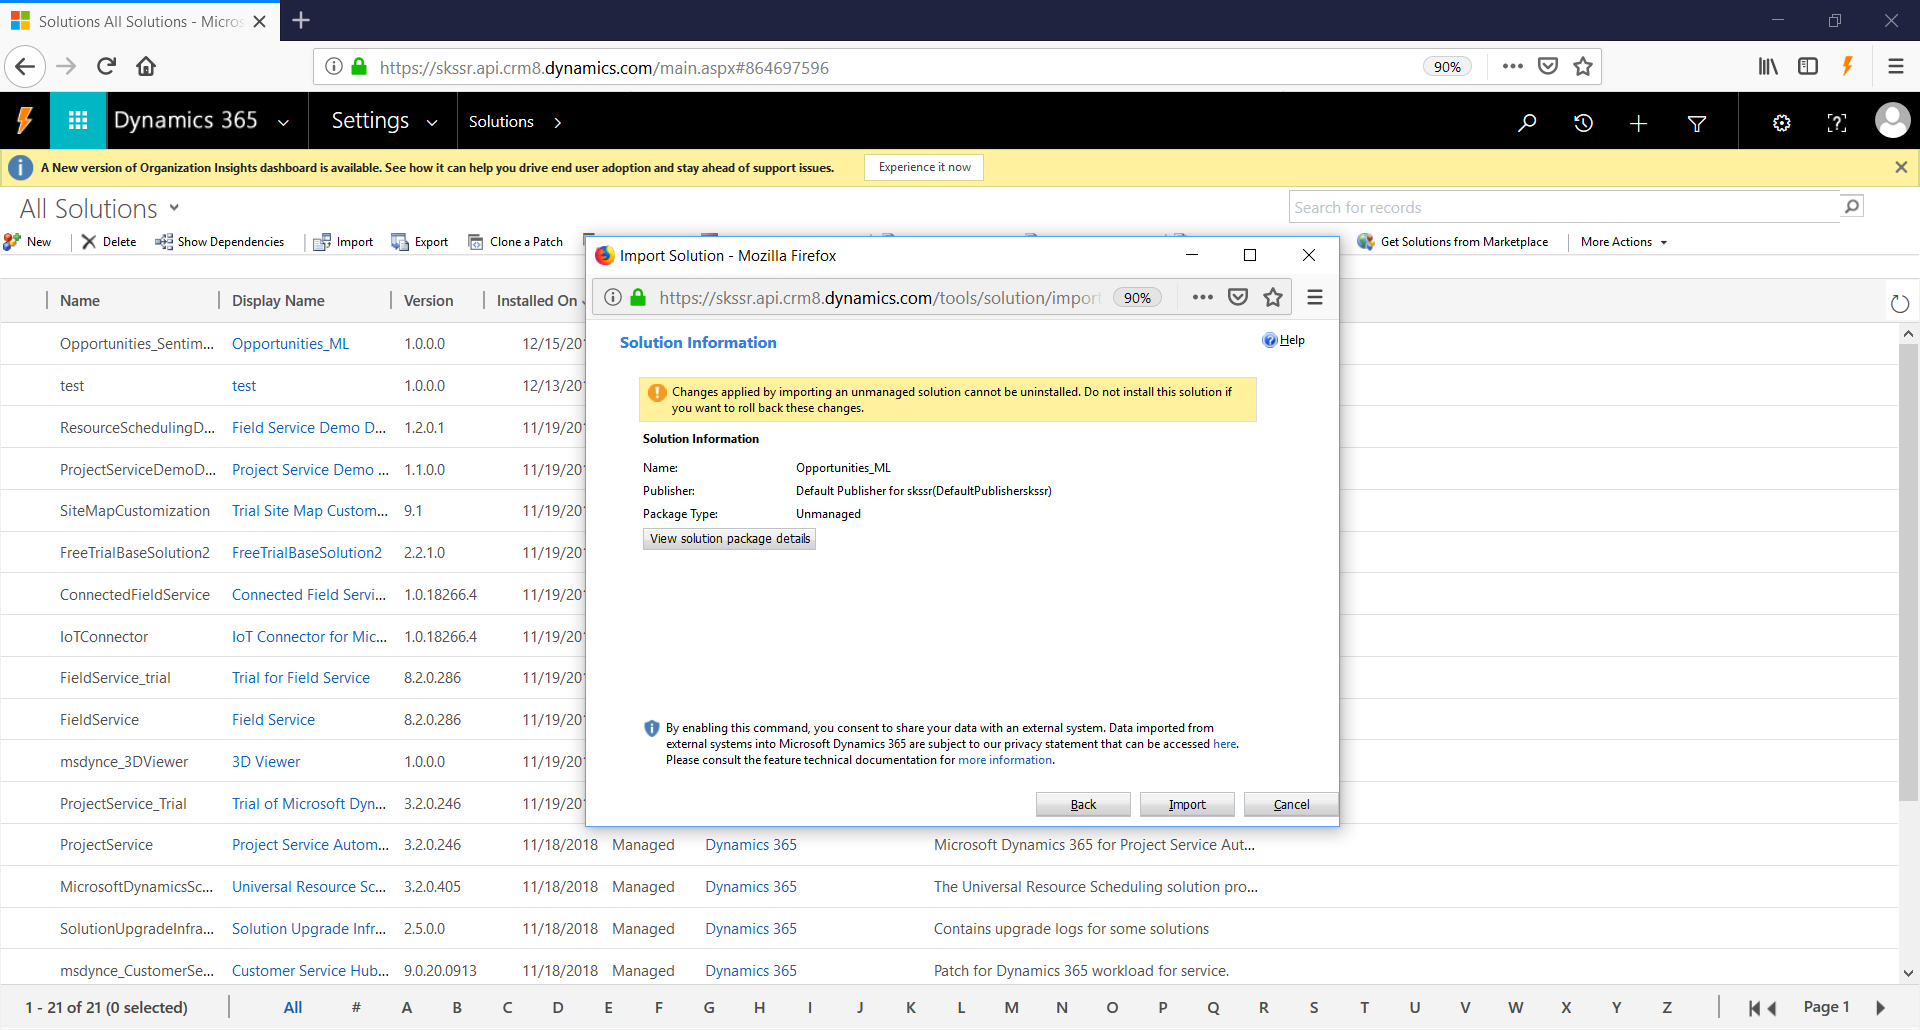 Solutions All Solutions - Micros
https://skssr.api.crm8.dynamics.com/main.aspx#864697596
90%
Dynamics 365
Settings
Solutions
A New version of Organization Insights dashboard is available. See how it can help you drive end user adoption and stay ahead of support issues.
Experience it now
All Solutions
Search for records
New
Delete
Show Dependencies
Import
Export
Clone a Patch
Get Solutions from Marketplace
More Actions
Name
Display Name
Version
Installed On
Opportunities_Sentim... Opportunities_ML 1.0.0.0 12/15/201
test test 1.0.0.0 12/13/201
ResourceSchedulingD... Field Service Demo D... 1.2.0.1 11/19/201
ProjectServiceDemoD... Project Service Demo ... 1.1.0.0 11/19/201
SiteMapCustomization Trial Site Map Custom... 9.1 11/19/201
FreeTrialBaseSolution2 FreeTrialBaseSolution2 2.2.1.0 11/19/201
ConnectedFieldService Connected Field Servi... 1.0.18266.4 11/19/201
IoTConnector IoT Connector for Mic... 1.0.18266.4 11/19/201
FieldService_trial Trial for Field Service 8.2.0.286 11/19/201
FieldService Field Service 8.2.0.286 11/19/201
msdynce_3DViewer 3D Viewer 1.0.0.0 11/19/201
ProjectService_Trial Trial of Microsoft Dyn... 3.2.0.246 11/19/201
ProjectService Project Service Autom... 3.2.0.246 11/18/2018 Managed Dynamics 365 Microsoft Dynamics 365 for Project Service Aut...
MicrosoftDynamicsSc... Universal Resource Sc... 3.2.0.405 11/18/2018 Managed Dynamics 365 The Universal Resource Scheduling solution pro...
SolutionUpgradeInfra... Solution Upgrade Infr... 2.5.0.0 11/18/2018 Managed Dynamics 365 Contains upgrade logs for some solutions
msdynce_CustomerSe... Customer Service Hub... 9.0.20.0913 11/18/2018 Managed Dynamics 365 Patch for Dynamics 365 workload for service.
Import Solution - Mozilla Firefox
https://skssr.api.crm8.dynamics.com/tools/solution/import
90%
Solution Information
Help
Changes applied by importing an unmanaged solution cannot be uninstalled. Do not install this solution if
you want to roll back these changes.
Solution Information
Name: Opportunities_ML
Publisher: Default Publisher for skssr(DefaultPublisherskssr)
Package Type: Unmanaged
View solution package details
By enabling this command, you consent to share your data with an external system. Data imported from
external systems into Microsoft Dynamics 365 are subject to our privacy statement that can be accessed here.
Please consult the feature technical documentation for more information.
Back
Import
Cancel
1 - 21 of 21 (0 selected)
All # A B C D E F G H I J K L M N O P Q R S T U V W X Y Z
Page 1